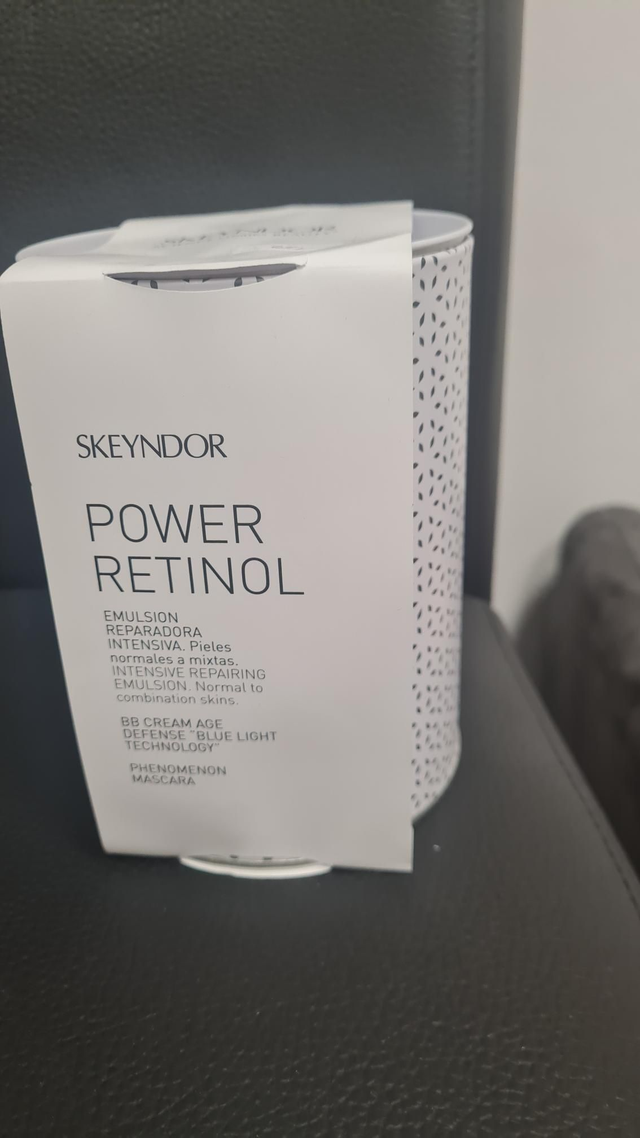 SKEYNDOR
SKEYNDOR
POWER
RETINOL
EMULSION
REPARADORA
INTENSIVA. Pieles
normales a mixtas.
INTENSIVE REPAIRING
EMULSION. Normal to
combination skins.
BB CREAM AGE
DEFENSE "BLUE LIGHT
TECHNOLOGY"
PHENOMENON
MASCARA